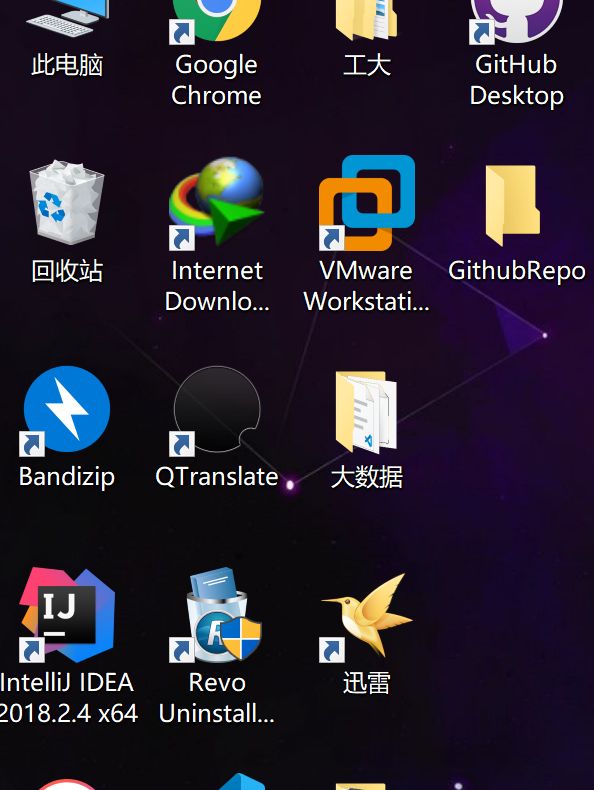 此电脑
Google
Chrome
工大
GitHub
Desktop
回收站
Internet
Downlo...
VMware
Workstati...
GithubRepo
Bandizip
QTranslate
大数据
IJ
IntelliJ IDEA
2018.2.4 x64
R
Revo
Uninstall...
迅雷